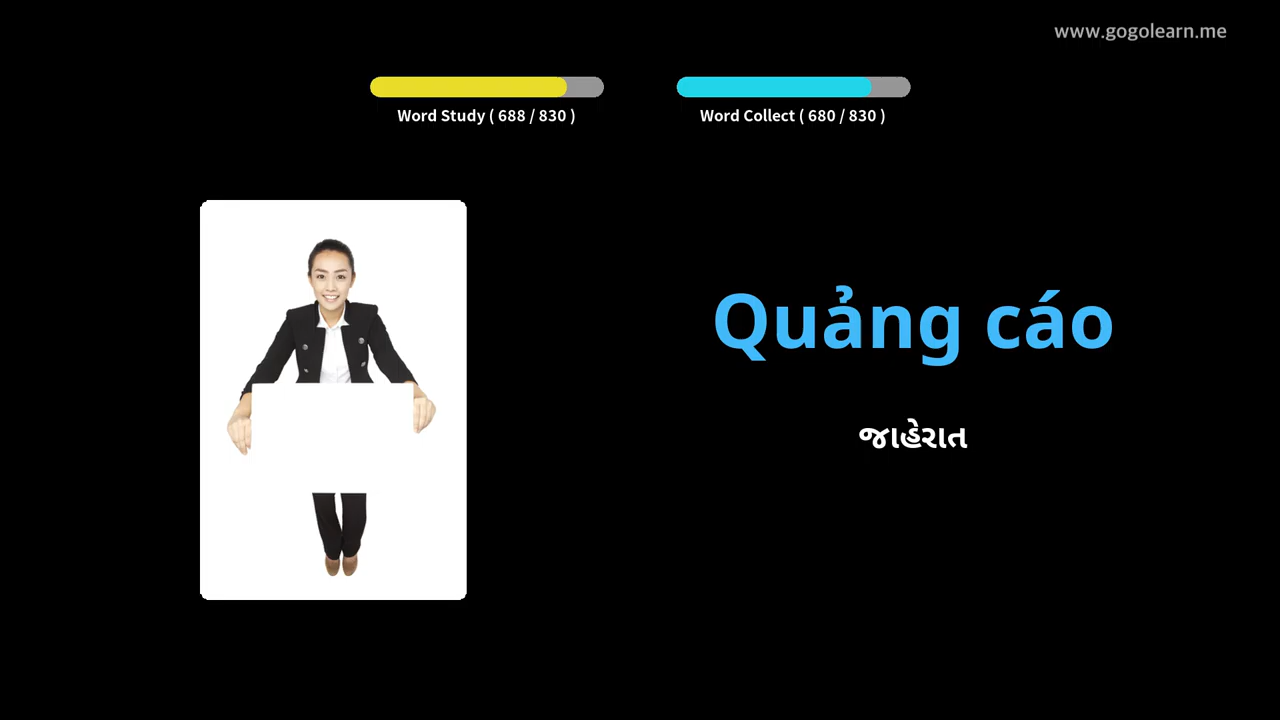 www.gogolearn.me
Word Study ( 688 / 830 )
Word Collect ( 680 / 830 )
Quảng cáo
જાહેરાત